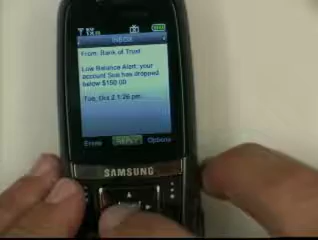 INBOX
From: Bank of Trust
Low Balance Alert: your
account has dropped
below $150.00
Tue, Oct 2 1:26 pm
Erase REPLY Options
SAMSUNG